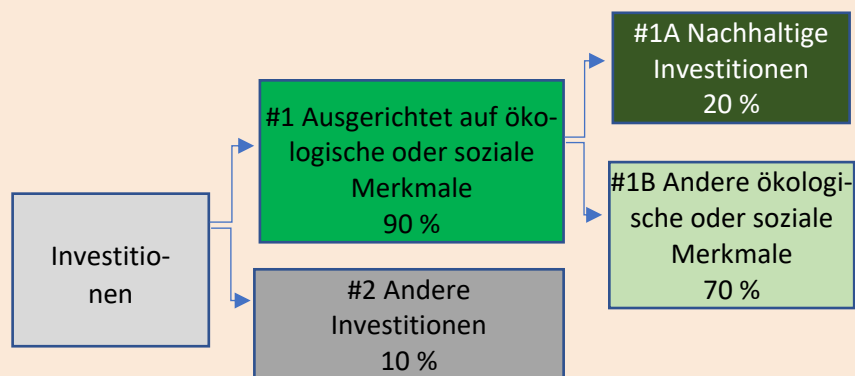 #1A Nachhaltige
Investitionen
20 %
#1 Ausgerichtet auf öko-
logische oder soziale
Merkmale
90 %
#1B Andere ökologi-
sche oder soziale
Merkmale
70 %
Investitio-
nen
#2 Andere
Investitionen
10 %